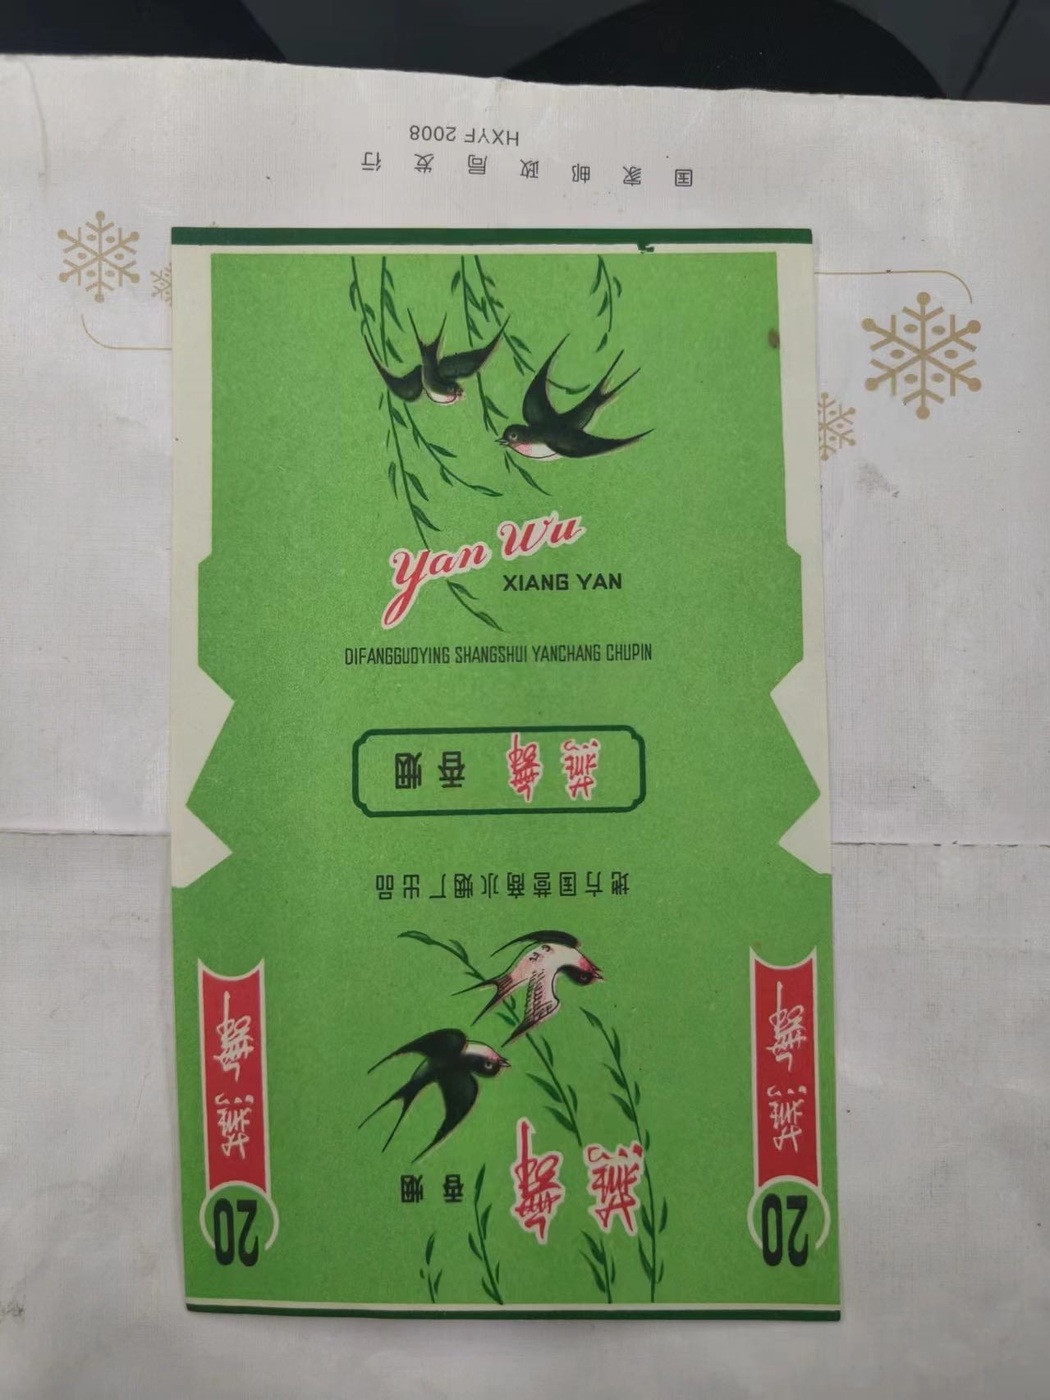 国家邮政局发行
HXYF 2008
Yan Wu
XIANG YAN
DIFANGGUOYING SHANGSHUI YANCHANG CHUPIN
燕舞 香烟
地方国营商水烟厂出品
燕舞
燕舞
燕舞 香烟
20
20